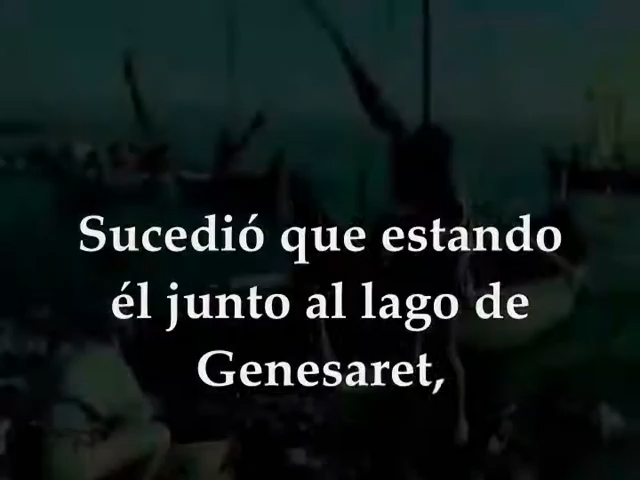 Sucedió que estando
él junto al lago de
Genesaret,